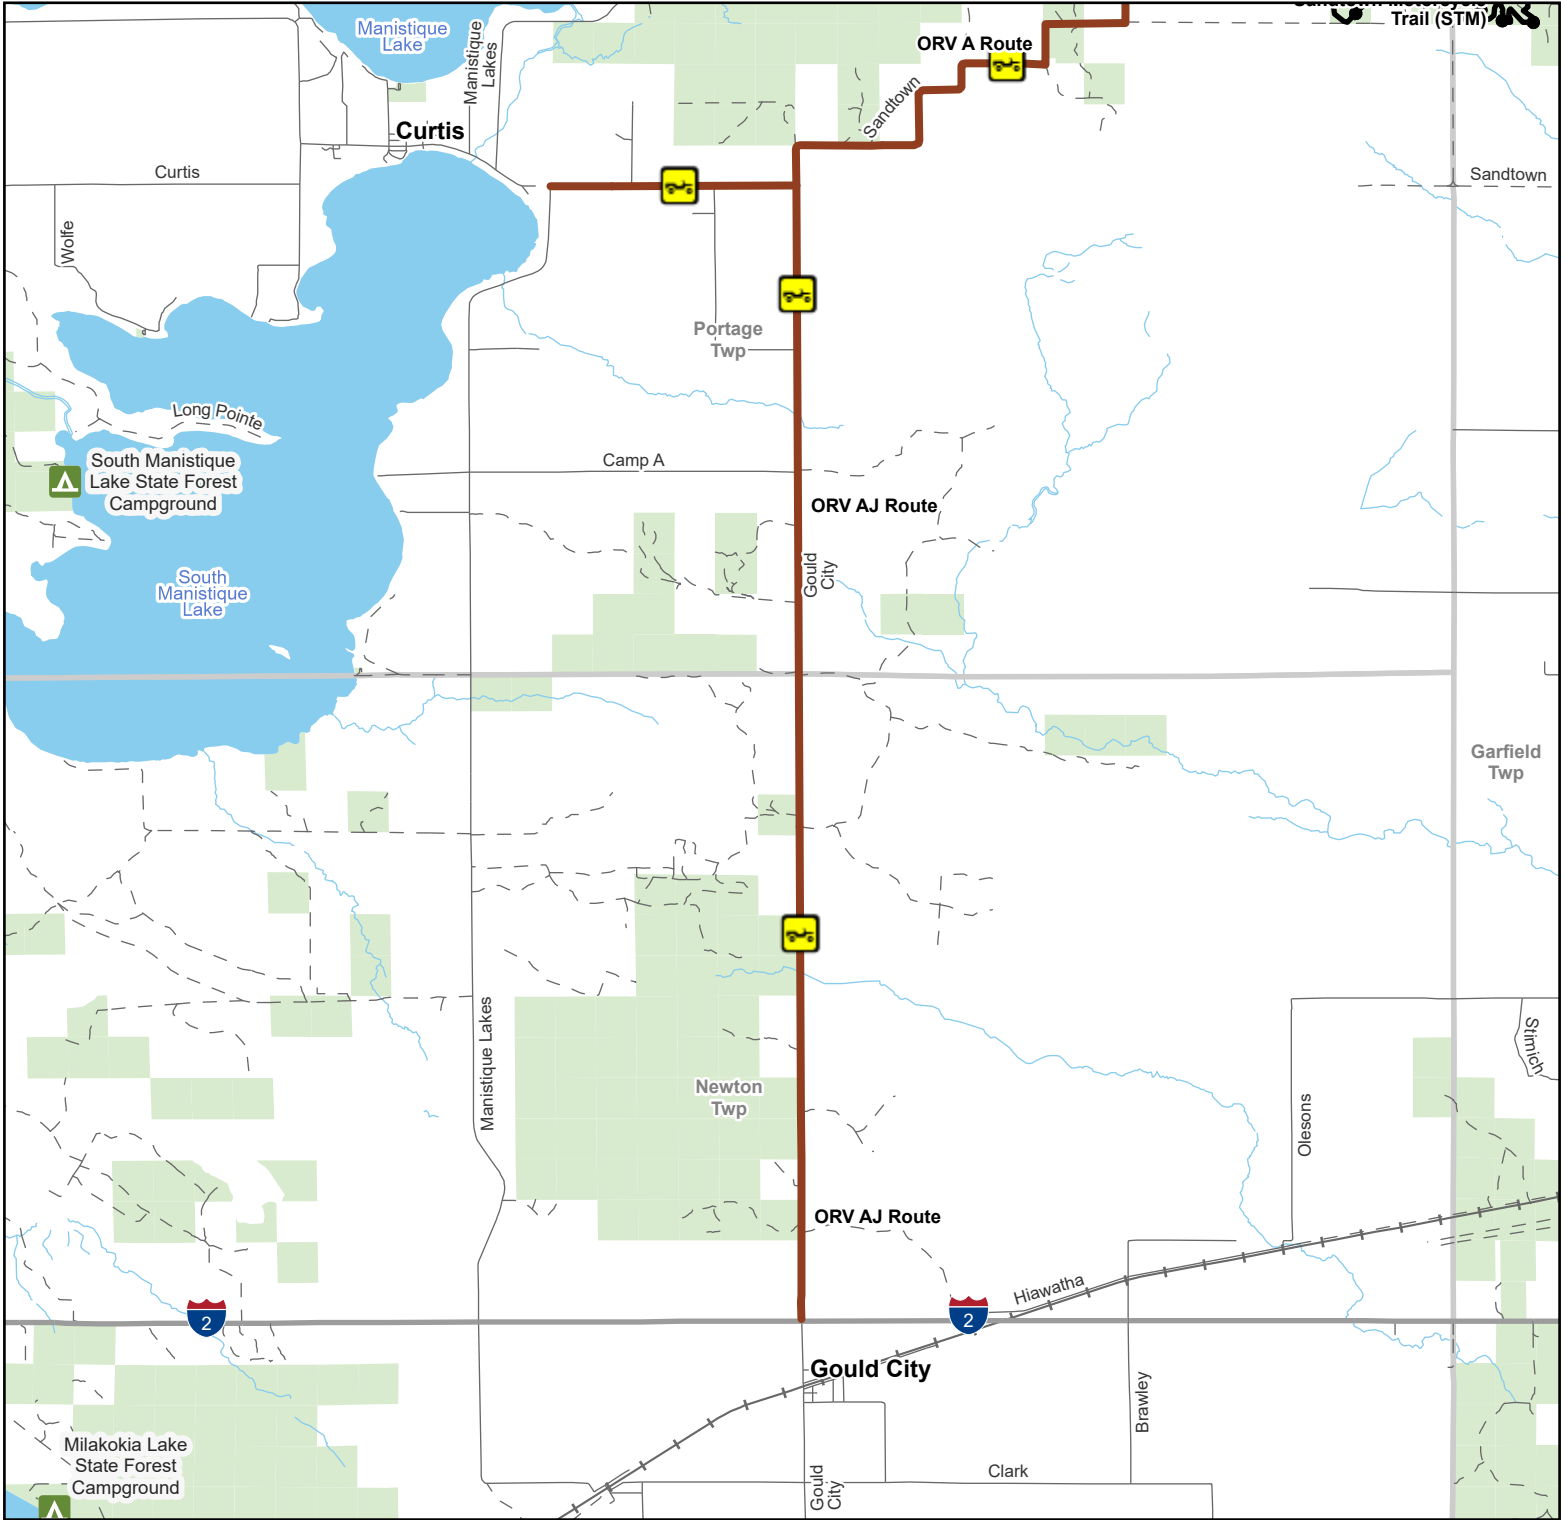 Trail (STM)
Manistique
Lake
Manistique
Lakes
ORV A Route
Sandtown
Curtis
Curtis
Sandtown
Wolfe
Portage
Twp
Long Pointe
South Manistique
Lake State Forest
Campground
Camp A
ORV AJ Route
Gould
City
South
Manistique
Lake
Garfield
Twp
Manistique Lakes
Newton
Twp
Stimich
Olesons
ORV AJ Route
Hiawatha
2
2
Gould City
Brawley
Milakokia Lake
State Forest
Campground
Gould
City
Clark